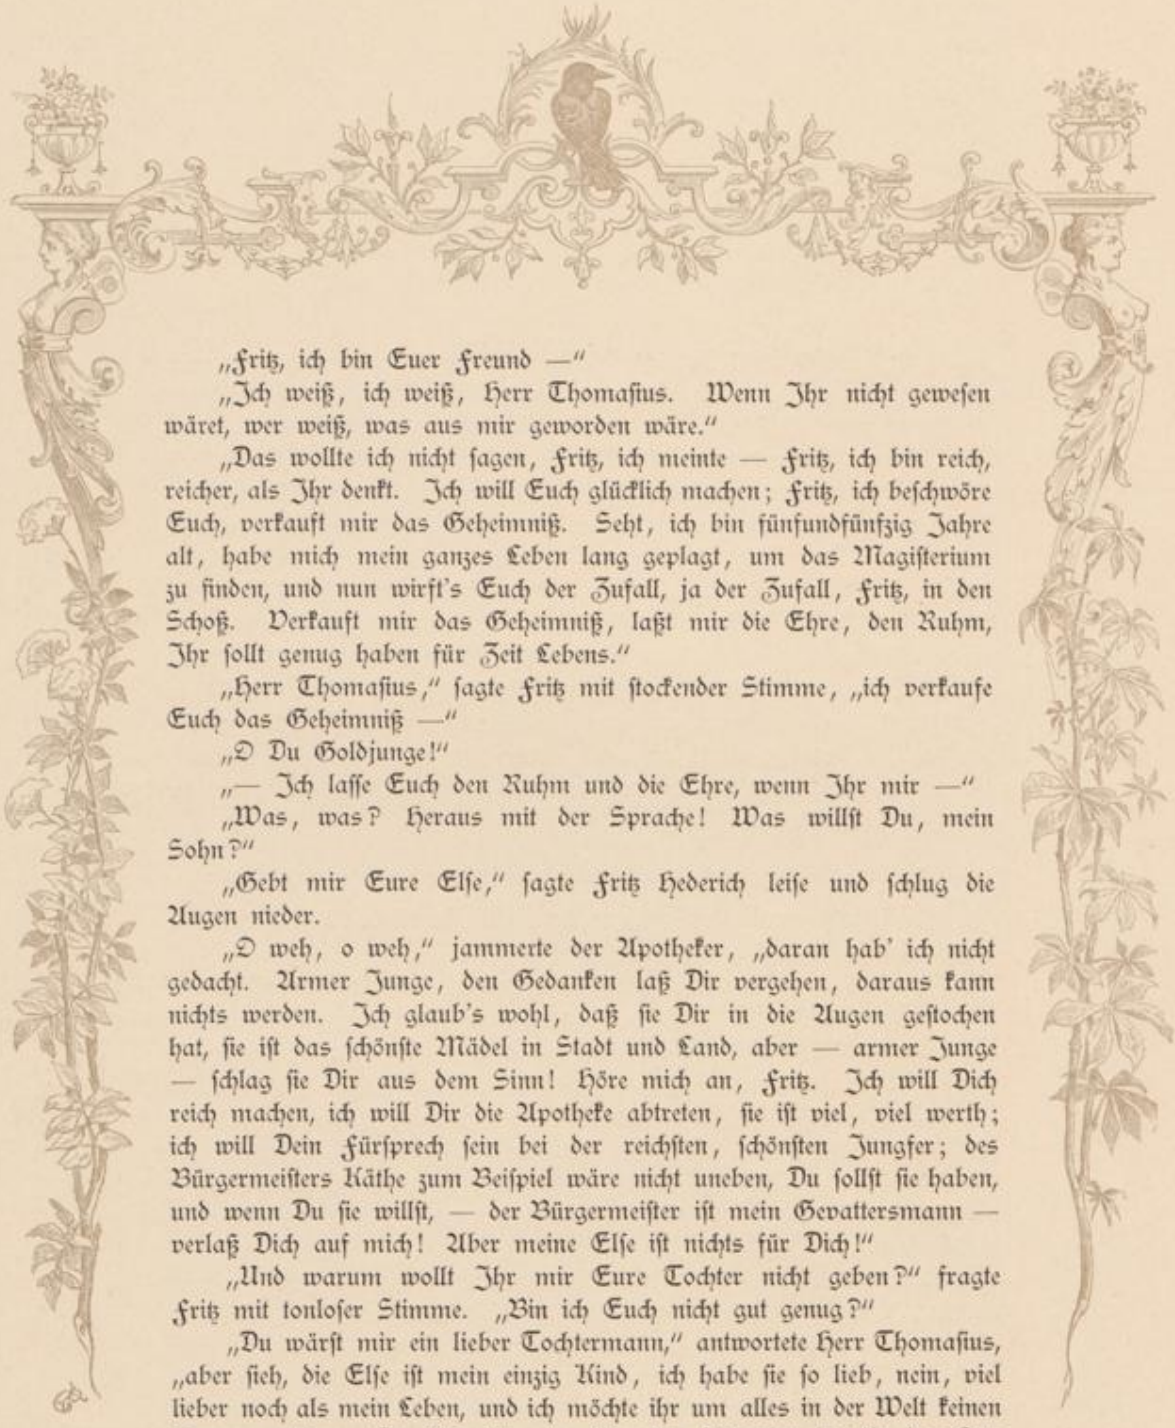 „Fritz, ich bin Euer Freund —“
„Ich weiß, ich weiß, Herr Thomasius. Wenn Ihr nicht gewesen
wäret, wer weiß, was aus mir geworden wäre.“
„Das wollte ich nicht sagen, Fritz, ich meinte — Fritz, ich bin reich,
reicher, als Ihr denkt. Ich will Euch glücklich machen; Fritz, ich beschwöre
Euch, verkauft mir das Geheimniß. Seht, ich bin fünfundfünfzig Jahre
alt, habe mich mein ganzes Leben lang geplagt, um das Magisterium
zu finden, und nun wirft's Euch der Zufall, ja der Zufall, Fritz, in den
Schoß. Verkauft mir das Geheimniß, laßt mir die Ehre, den Ruhm,
Ihr sollt genug haben für Zeit Lebens.“
„Herr Thomasius,“ sagte Fritz mit stockender Stimme, „ich verkaufe
Euch das Geheimniß —“
„O Du Goldjunge!“
„— Ich lasse Euch den Ruhm und die Ehre, wenn Ihr mir —“
„Was, was? Heraus mit der Sprache! Was willst Du, mein
Sohn?“
„Gebt mir Eure Else,“ sagte Fritz Hederich leise und schlug die
Augen nieder.
„O weh, o weh,“ jammerte der Apotheker, „daran hab' ich nicht
gedacht. Armer Junge, den Gedanken laß Dir vergehen, daraus kann
nichts werden. Ich glaub's wohl, daß sie Dir in die Augen gestochen
hat, sie ist das schönste Mädel in Stadt und Land, aber — armer Junge
— schlag sie Dir aus dem Sinn! Höre mich an, Fritz. Ich will Dich
reich machen, ich will Dir die Apotheke abtreten, sie ist viel, viel werth;
ich will Dein Fürsprech sein bei der reichsten, schönsten Jungfer; des
Bürgermeisters Käthe zum Beispiel wäre nicht uneben, Du sollst sie haben,
und wenn Du sie willst, — der Bürgermeister ist mein Gevattersmann —
verlaß Dich auf mich! Aber meine Else ist nichts für Dich!“
„Und warum wollt Ihr mir Eure Tochter nicht geben?“ fragte
Fritz mit tonloser Stimme. „Bin ich Euch nicht gut genug?“
„Du wärst mir ein lieber Tochtermann,“ antwortete Herr Thomasius,
„aber sieh, die Else ist mein einzig Kind, ich habe sie so lieb, nein, viel
lieber noch als mein Leben, und ich möchte ihr um alles in der Welt keinen